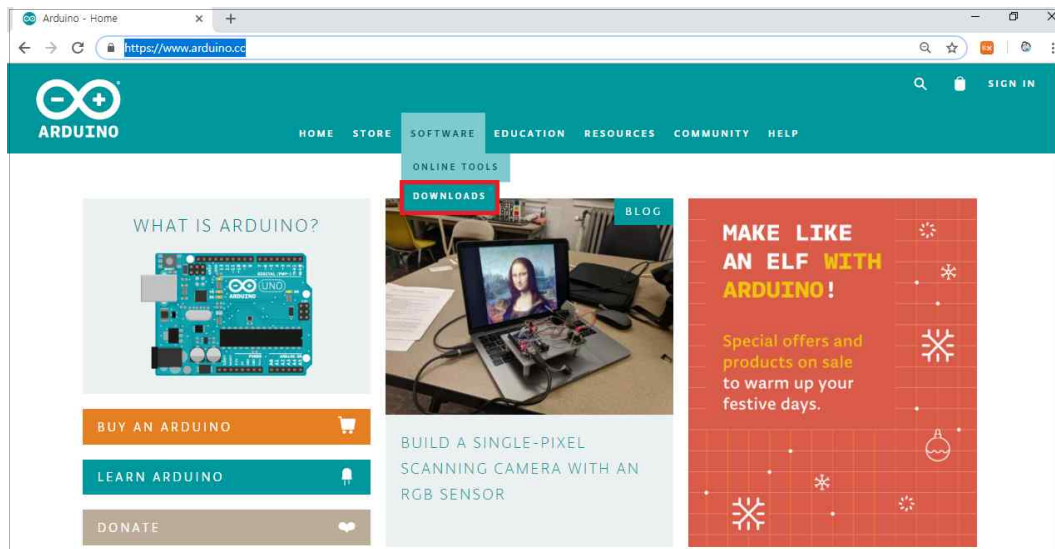 Arduino - Home
https://www.arduino.cc
SIGN IN
ARDUINO
HOME STORE SOFTWARE EDUCATION RESOURCES COMMUNITY HELP
ONLINE TOOLS
DOWNLOADS
WHAT IS ARDUINO?
UNO
ARDUINO
BUY AN ARDUINO
LEARN ARDUINO
DONATE
BLOG
BUILD A SINGLE-PIXEL
SCANNING CAMERA WITH AN
RGB SENSOR
MAKE LIKE
AN ELF WITH
ARDUINO!
Special offers and
products on sale
to warm up your
festive days.